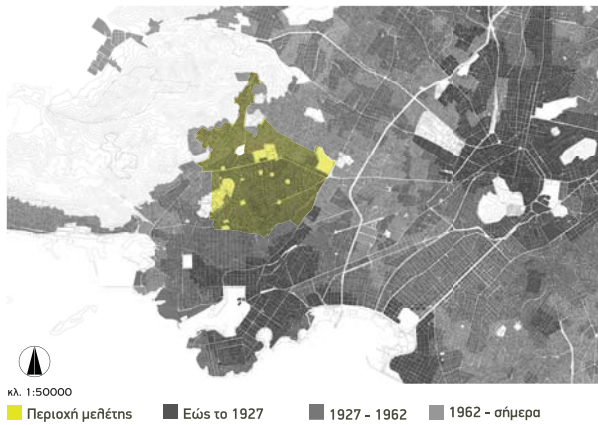 κλ. 1:50000
Περιοχή μελέτης
Εώς το 1927
1927 - 1962
1962 - σήμερα